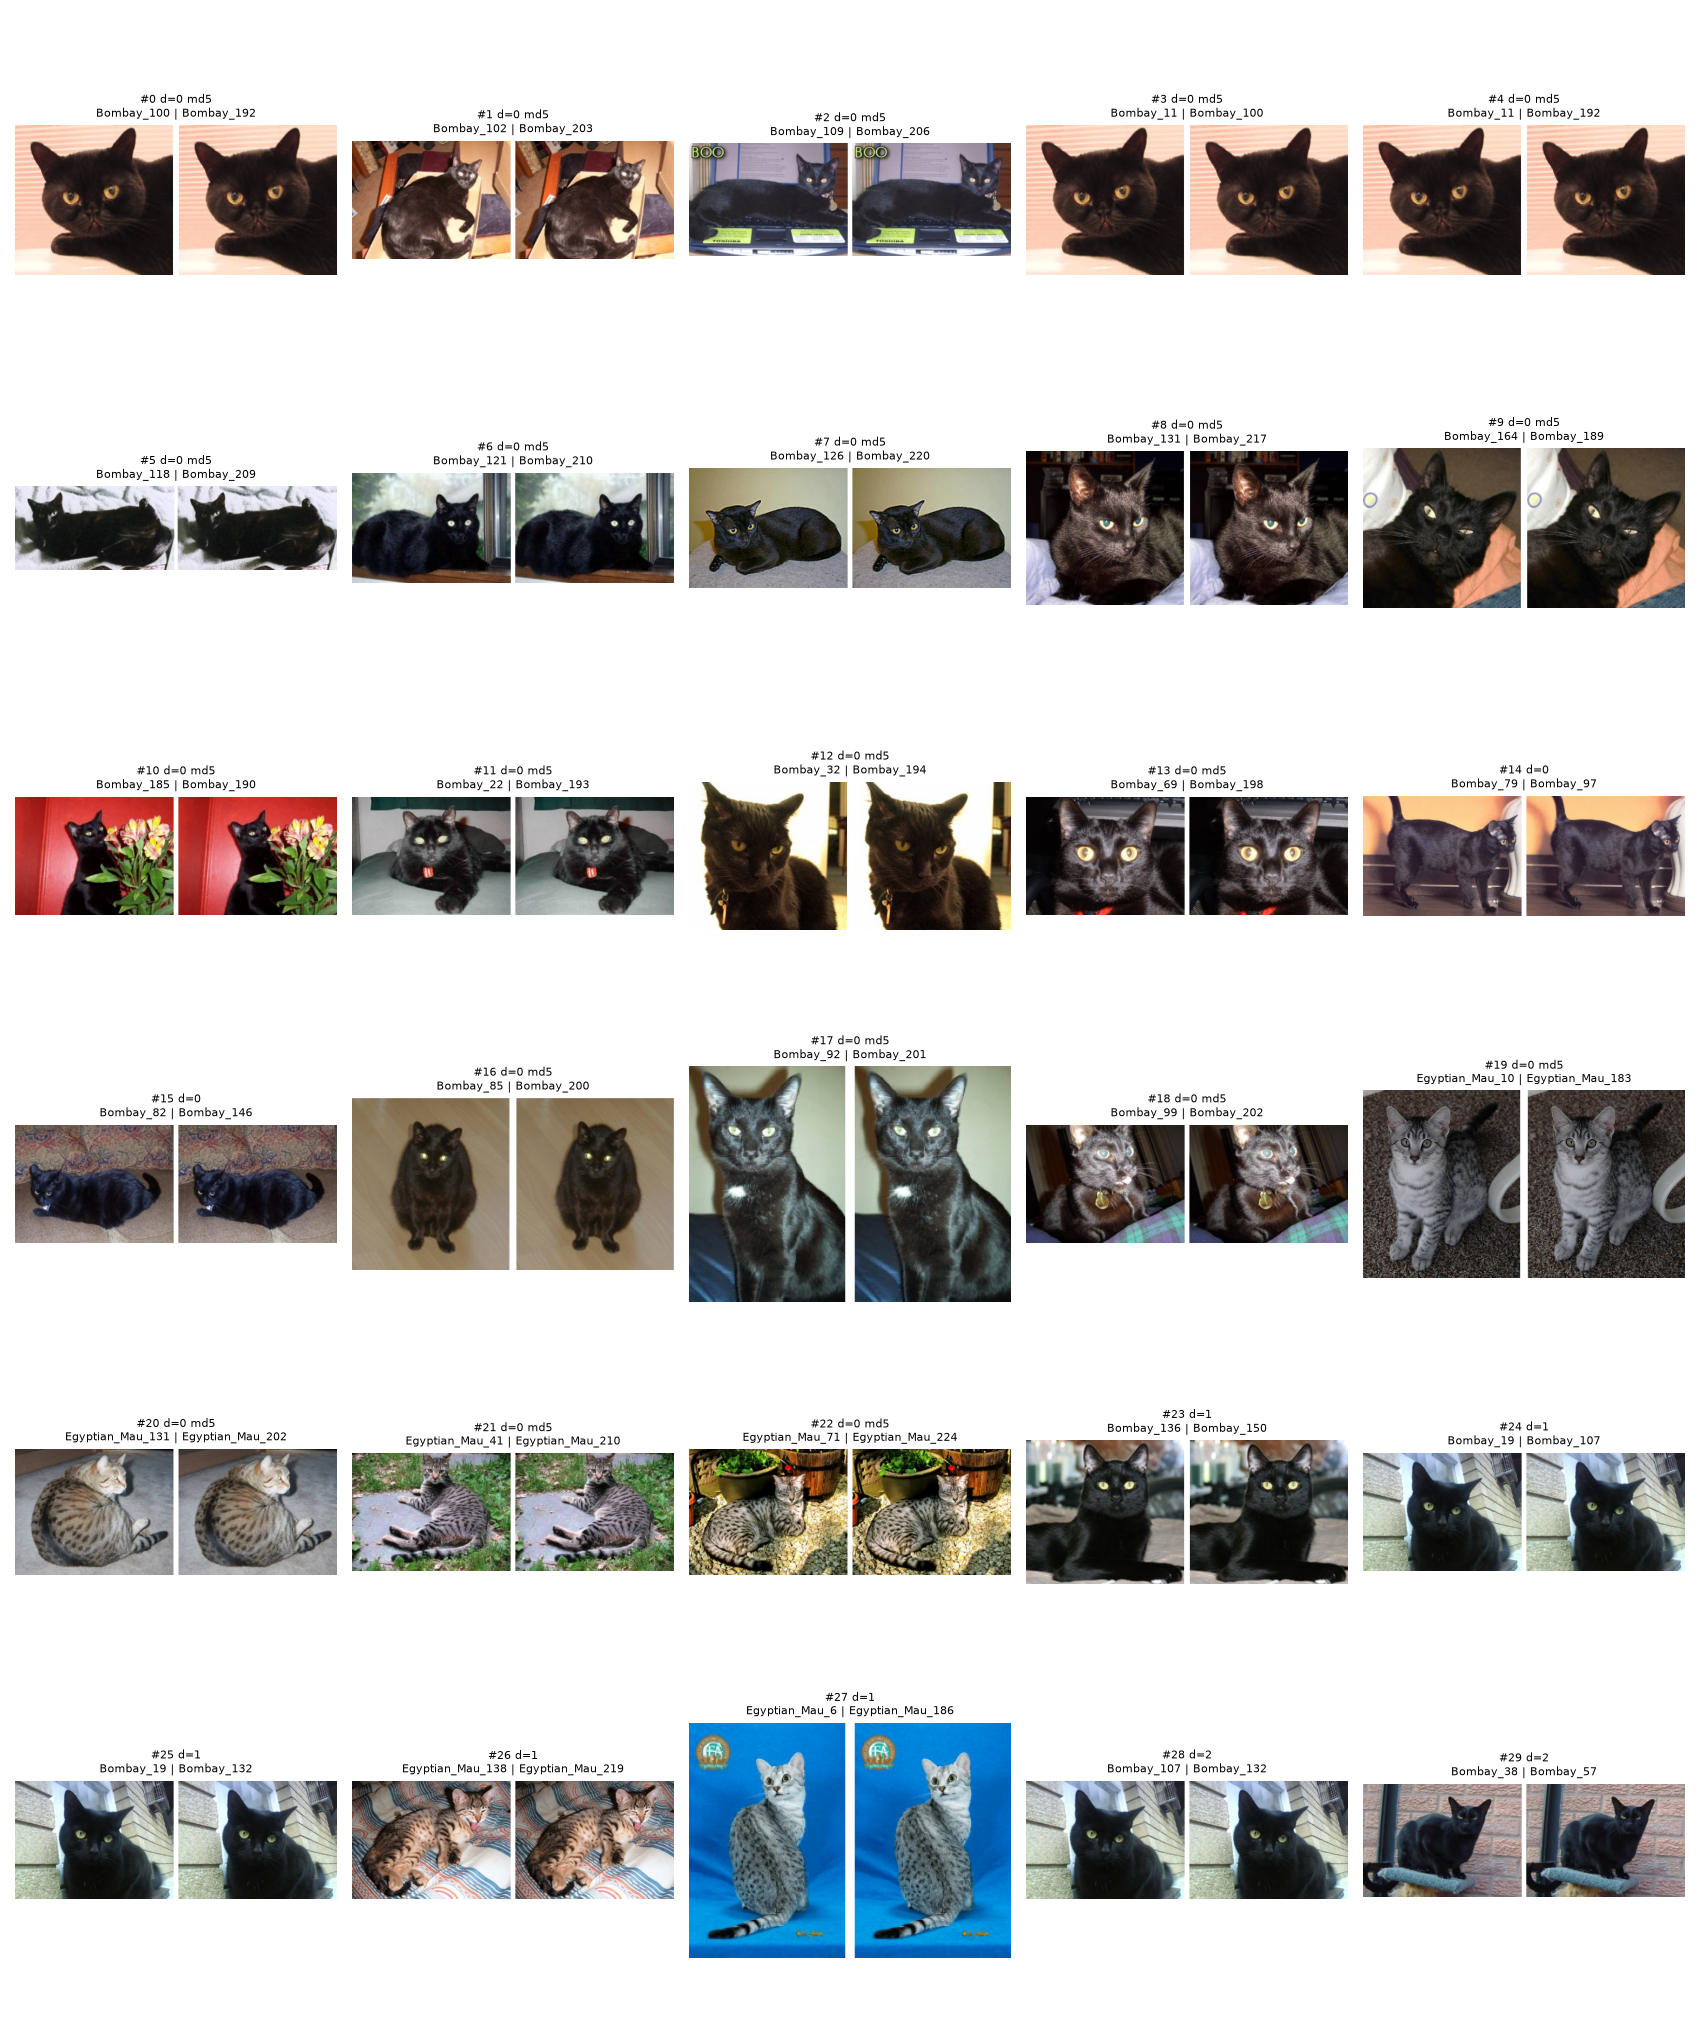 #0 d=0 md5
Bombay_100 | Bombay_192
#1 d=0 md5
Bombay_102 | Bombay_203
#2 d=0 md5
Bombay_109 | Bombay_206
BOO
BOO
TOSHIBA
TOSHIBA
#3 d=0 md5
Bombay_11 | Bombay_100
#4 d=0 md5
Bombay_11 | Bombay_192
#5 d=0 md5
Bombay_118 | Bombay_209
#6 d=0 md5
Bombay_121 | Bombay_210
#7 d=0 md5
Bombay_126 | Bombay_220
#8 d=0 md5
Bombay_131 | Bombay_217
#9 d=0 md5
Bombay_164 | Bombay_189
#10 d=0 md5
Bombay_185 | Bombay_190
#11 d=0 md5
Bombay_22 | Bombay_193
#12 d=0 md5
Bombay_32 | Bombay_194
#13 d=0 md5
Bombay_69 | Bombay_198
#14 d=0
Bombay_79 | Bombay_97
#15 d=0
Bombay_82 | Bombay_146
#16 d=0 md5
Bombay_85 | Bombay_200
#17 d=0 md5
Bombay_92 | Bombay_201
#18 d=0 md5
Bombay_99 | Bombay_202
#19 d=0 md5
Egyptian_Mau_10 | Egyptian_Mau_183
#20 d=0 md5
Egyptian_Mau_131 | Egyptian_Mau_202
#21 d=0 md5
Egyptian_Mau_41 | Egyptian_Mau_210
#22 d=0 md5
Egyptian_Mau_71 | Egyptian_Mau_224
#23 d=1
Bombay_136 | Bombay_150
#24 d=1
Bombay_19 | Bombay_107
#25 d=1
Bombay_19 | Bombay_132
#26 d=1
Egyptian_Mau_138 | Egyptian_Mau_219
#27 d=1
Egyptian_Mau_6 | Egyptian_Mau_186
#28 d=2
Bombay_107 | Bombay_132
#29 d=2
Bombay_38 | Bombay_57